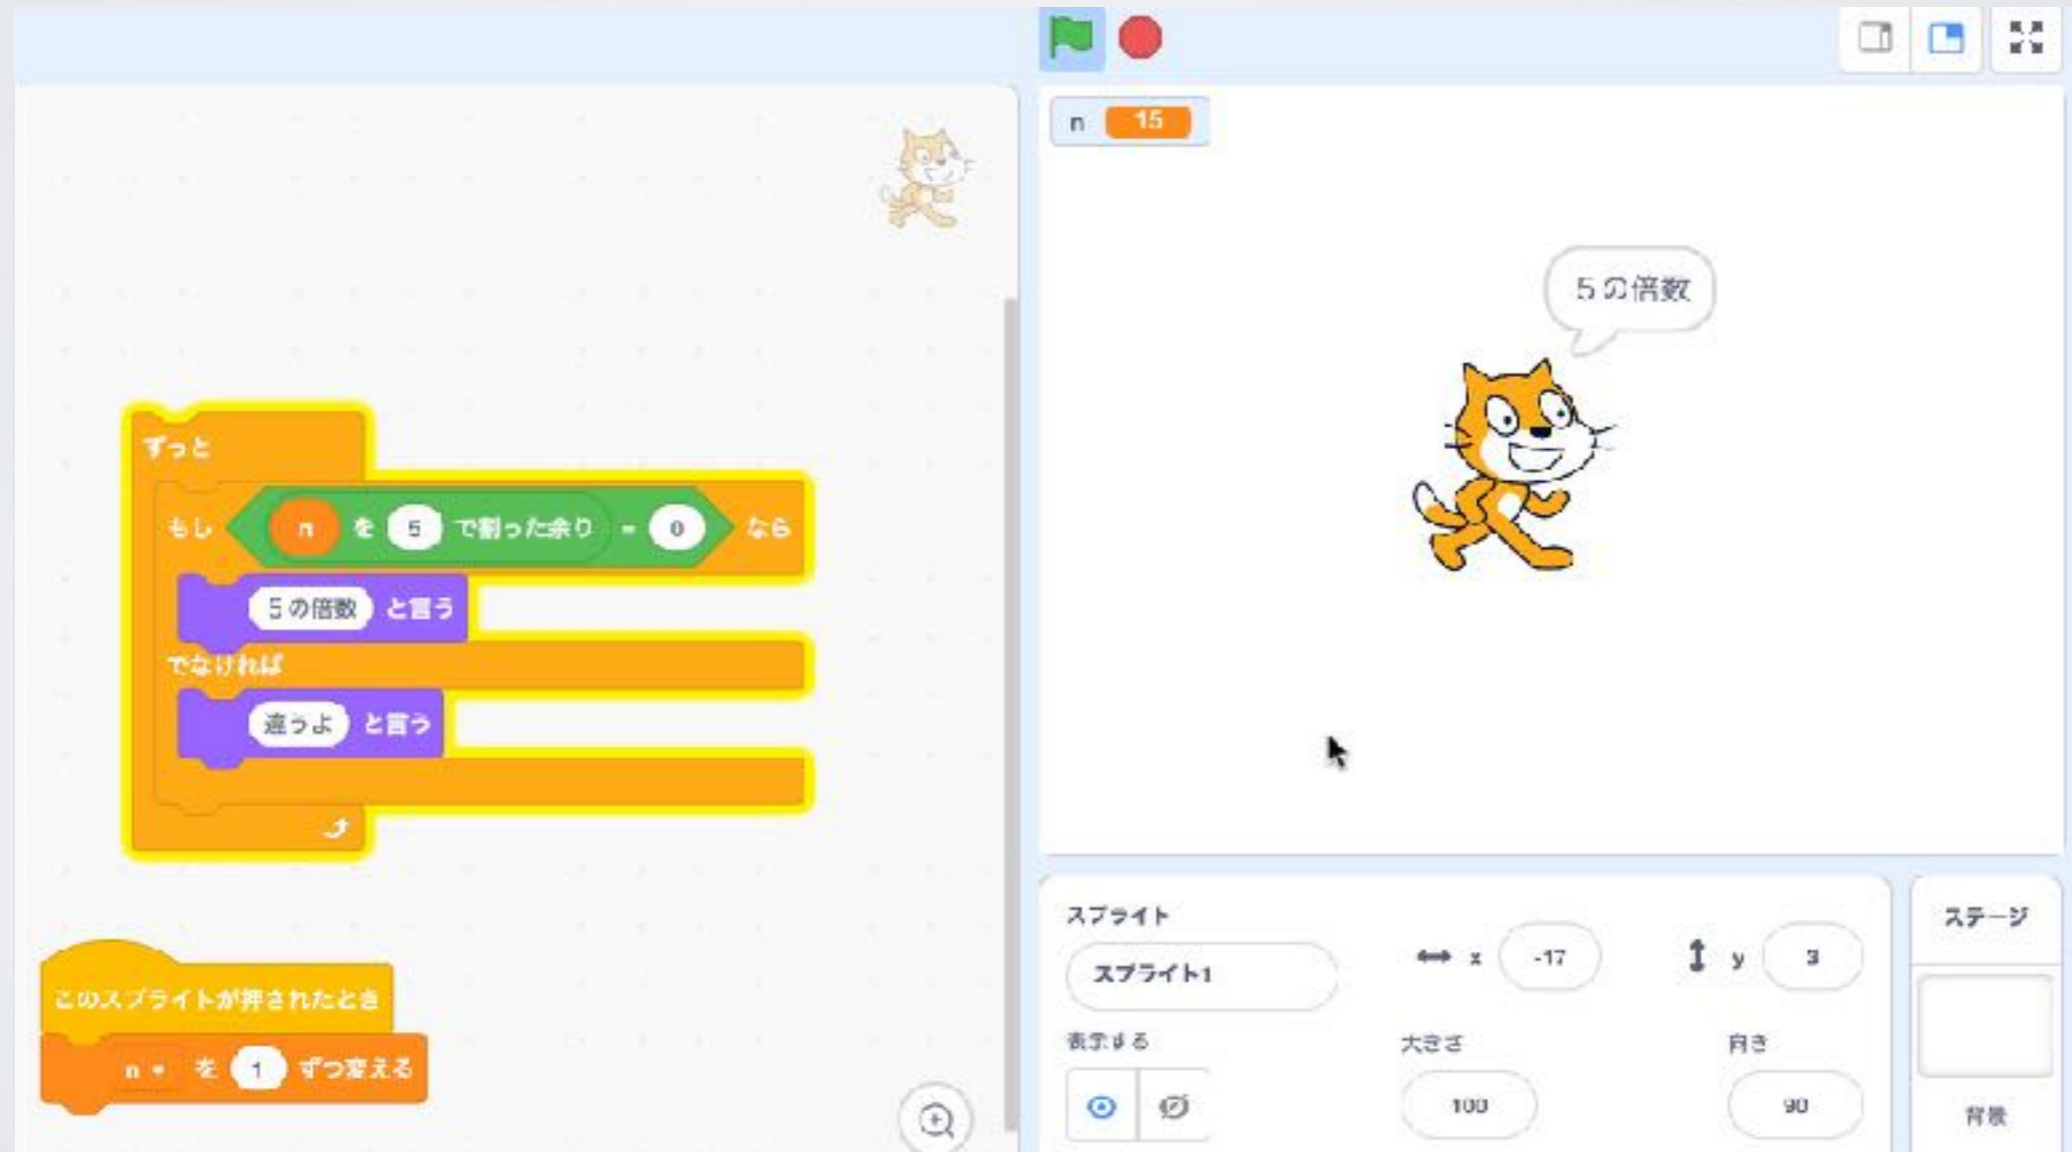 ずっと
もし n を 5 で割った余り = 0 なら
5の倍数 と言う
でなければ
違うよ と言う
このスプライトが押されたとき
n を 1 ずつ変える
n 15
5の倍数
スプライト ステージ
スプライト1 x -17 y 3
表示する 大きさ 向き
100 90 背景